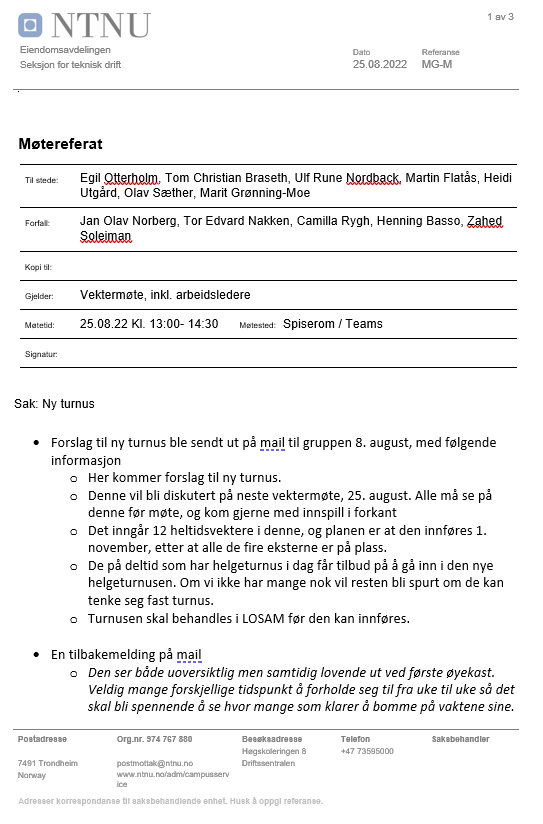 NTNU
1 av 3
Eiendomsavdelingen
Seksjon for teknisk drift
Dato
Referanse
25.08.2022
MG-M
Møtereferat
Til stede:
Egil Otterholm, Tom Christian Braseth, Ulf Rune Nordback, Martin Flatås, Heidi
Utgård, Olav Sæther, Marit Grønning-Moe
Forfall:
Jan Olav Norberg, Tor Edvard Nakken, Camilla Rygh, Henning Basso, Zahed
Soleiman
Kopi til:
Gjelder:
Vektermøte, inkl. arbeidsledere
Møtetid:
25.08.22 Kl. 13:00- 14:30
Møtested:
Spiserom / Teams
Signatur:
Sak: Ny turnus
• Forslag til ny turnus ble sendt ut på mail til gruppen 8. august, med følgende
informasjon
o Her kommer forslag til ny turnus.
o Denne vil bli diskutert på neste vektermøte, 25. august. Alle må se på
denne før møte, og kom gjerne med innspill i forkant
o Det inngår 12 heltidsvektere i denne, og planen er at den innføres 1.
november, etter at alle de fire eksterne er på plass.
o De på deltid som har helgeturnus i dag får tilbud på å gå inn i den nye
helgeturnusen. Om vi ikke har mange nok vil resten bli spurt om de kan
tenke seg fast turnus.
o Turnusen skal behandles i LOSAM før den kan innføres.
• En tilbakemelding på mail
o Den ser både uoversiktlig men samtidig lovende ut ved første øyekast.
Veldig mange forskjellige tidspunkt å forholde seg til fra uke til uke så det
skal bli spennende å se hvor mange som klarer å bomme på vaktene sine.
Postadresse
Org.nr. 974 767 880
Besøksadresse
Telefon
Saksbehandler
Høgskoleringen 8
+47 73595000
7491 Trondheim
postmottak@ntnu.no
Driftssentralen
Norway
www.ntnu.no/adm/campusserv
ice
Adresser korrespondanse til saksbehandlende enhet. Husk å oppgi referanse.